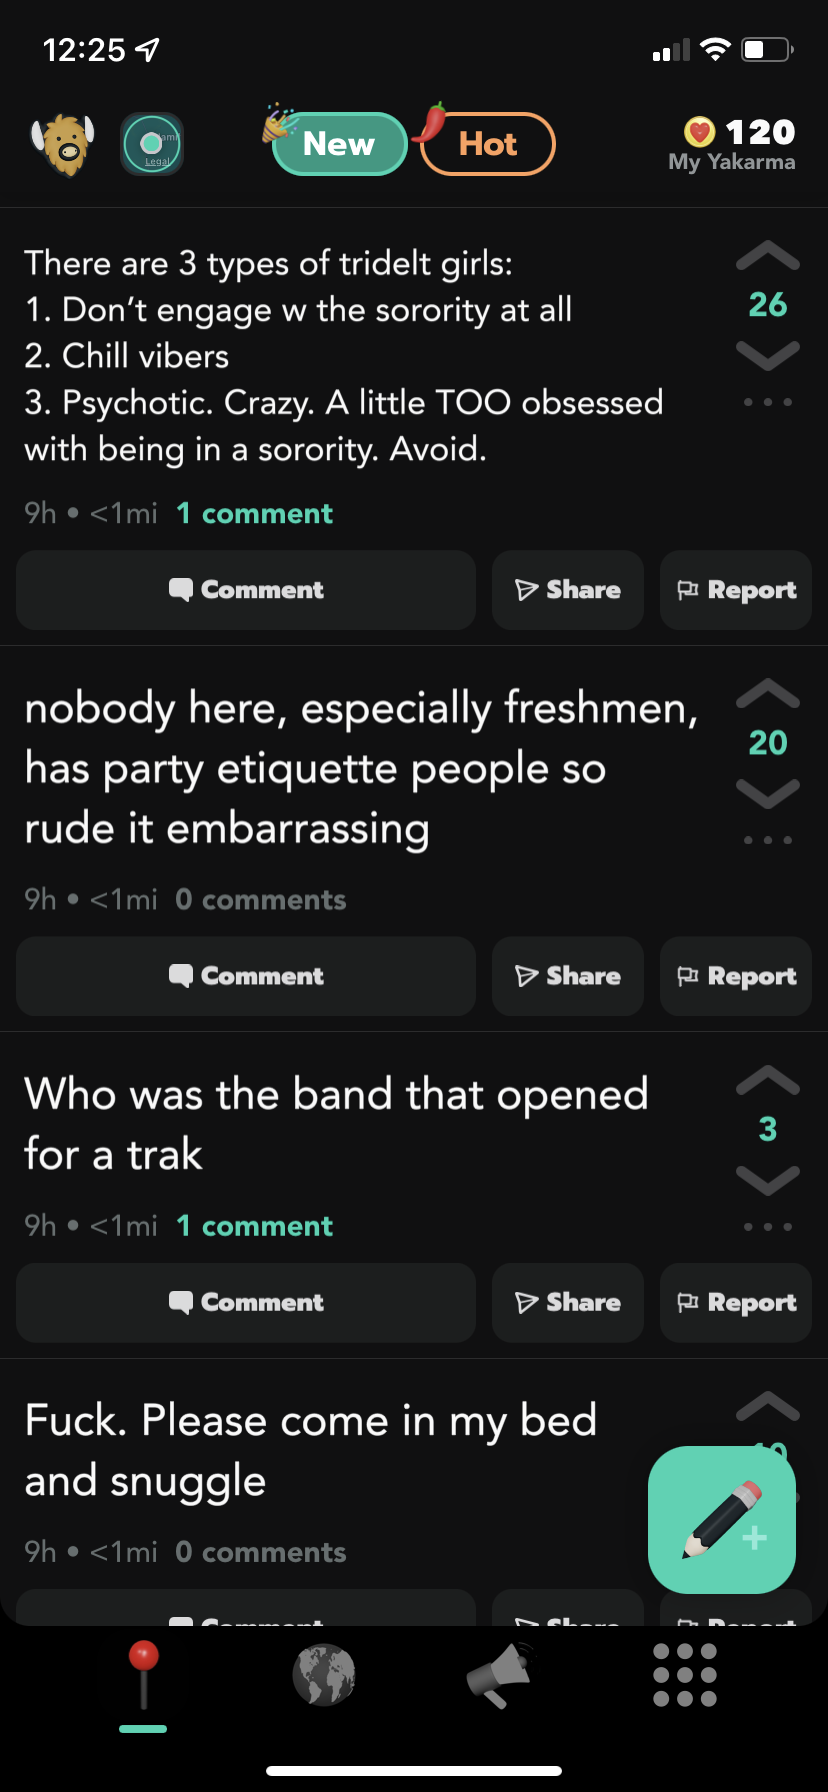 12:25
Legal
New
Hot
120
My Yakarma
There are 3 types of tridelt girls:
1. Don’t engage w the sorority at all
2. Chill vibers
3. Psychotic. Crazy. A little TOO obsessed
with being in a sorority. Avoid.
26
9h • <1mi 1 comment
Comment
Share
Report
nobody here, especially freshmen,
has party etiquette people so
rude it embarrassing
20
9h • <1mi 0 comments
Comment
Share
Report
Who was the band that opened
for a trak
3
9h • <1mi 1 comment
Comment
Share
Report
Fuck. Please come in my bed
and snuggle
9h • <1mi 0 comments
Comment
Share
Report